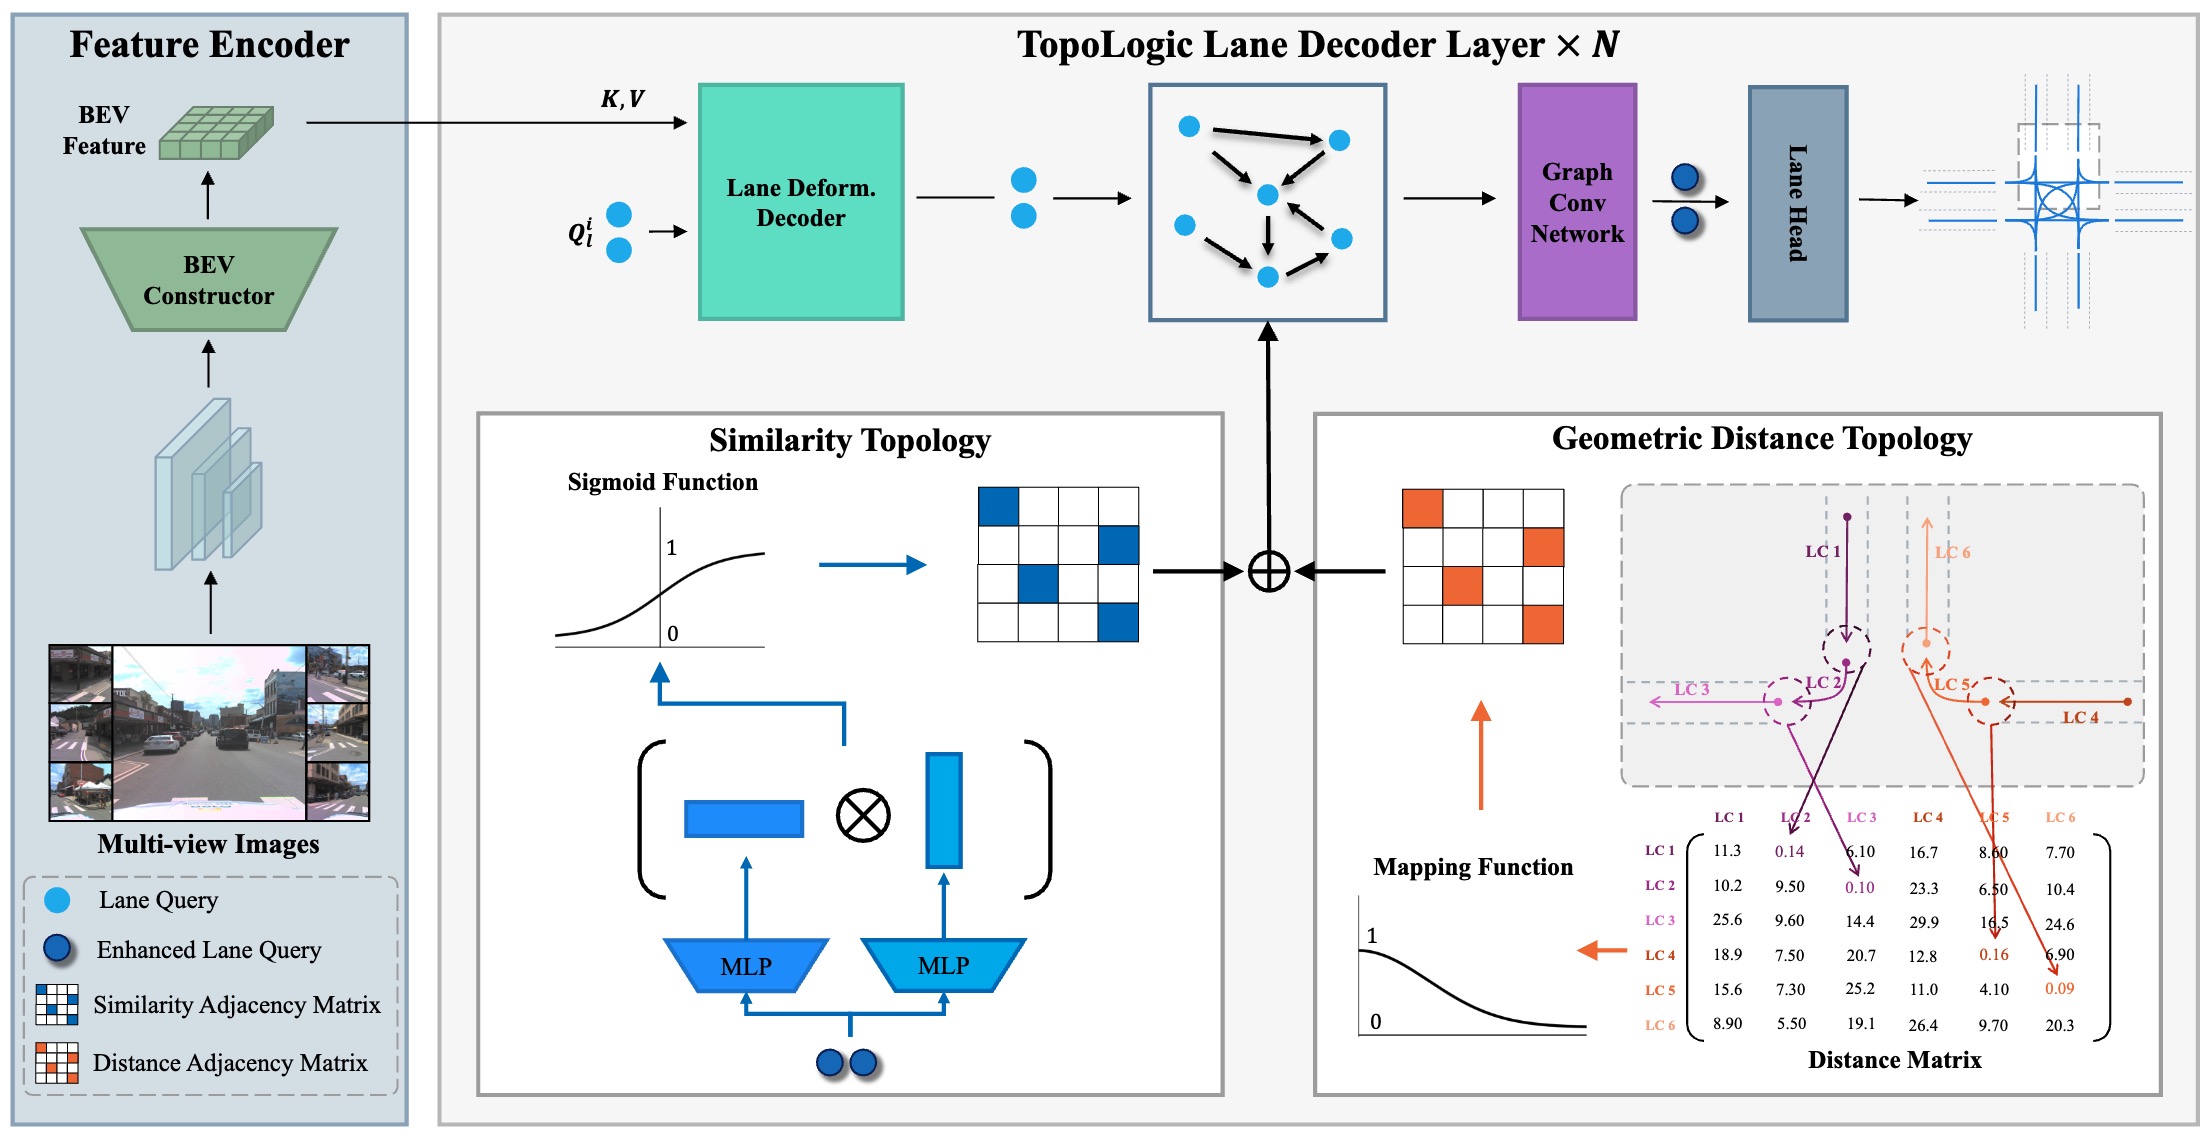 Feature Encoder
BEV
Feature
BEV
Constructor
Multi-view Images
Lane Query
Enhanced Lane Query
Similarity Adjacency Matrix
Distance Adjacency Matrix
TopoLogic Lane Decoder Layer × N
K, V
Q_l^i
Lane Deform.
Decoder
Graph
Conv
Network
Lane Head
Similarity Topology
Sigmoid Function
1
0
MLP
MLP
Geometric Distance Topology
LC 1
LC 6
LC 3
LC 2
LC 5
LC 4
Mapping Function
1
0
LC 1 LC 2 LC 3 LC 4 LC 5 LC 6
LC 1 11.3 0.14 6.10 16.7 8.60 7.70
LC 2 10.2 9.50 0.10 23.3 6.50 10.4
LC 3 25.6 9.60 14.4 29.9 16.5 24.6
LC 4 18.9 7.50 20.7 12.8 0.16 6.90
LC 5 15.6 7.30 25.2 11.0 4.10 0.09
LC 6 8.90 5.50 19.1 26.4 9.70 20.3
Distance Matrix